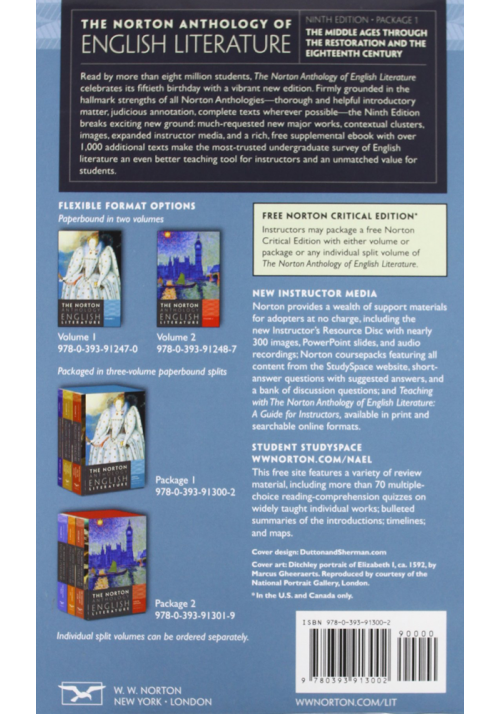 THE NORTON ANTHOLOGY OF
ENGLISH LITERATURE
NINTH EDITION • PACKAGE 1
THE MIDDLE AGES THROUGH
THE RESTORATION AND THE
EIGHTEENTH CENTURY
Read by more than eight million students, The Norton Anthology of English Literature
celebrates its fiftieth birthday with a vibrant new edition. Firmly grounded in the
hallmark strengths of all Norton Anthologies—thorough and helpful introductory
matter, judicious annotation, complete texts wherever possible—the Ninth Edition
breaks exciting new ground: much-requested new major works, contextual clusters,
images, expanded instructor media, and a rich, free supplemental ebook with over
1,000 additional texts make the most-trusted undergraduate survey of English
literature an even better teaching tool for instructors and an unmatched value for
students.
FLEXIBLE FORMAT OPTIONS
Paperbound in two volumes
THE NORTON
ANTHOLOGY
ENGLISH
LITERATURE
THE NORTON
ANTHOLOGY
ENGLISH
LITERATURE
Volume 1
978-0-393-91247-0
Volume 2
978-0-393-91248-7
Packaged in three-volume paperbound splits
THE NORTON
ANTHOLOGY
ENGLISH
LITERATURE
Package 1
978-0-393-91300-2
THE NORTON
ANTHOLOGY
ENGLISH
LITERATURE
Package 2
978-0-393-91301-9
Individual split volumes can be ordered separately.
FREE NORTON CRITICAL EDITION*
Instructors may package a free Norton
Critical Edition with either volume or
package or any individual split volume of
The Norton Anthology of English Literature.
NEW INSTRUCTOR MEDIA
Norton provides a wealth of support materials
for adopters at no charge, including the
new Instructor's Resource Disc with nearly
300 images, PowerPoint slides, and audio
recordings; Norton coursepacks featuring all
content from the StudySpace website, short-
answer questions with suggested answers, and
a bank of discussion questions; and Teaching
with The Norton Anthology of English Literature:
A Guide for Instructors, available in print and
searchable online formats.
STUDENT STUDYSPACE
WWNORTON.COM/NAEL
This free site features a variety of review
material, including more than 70 multiple-
choice reading-comprehension quizzes on
widely taught individual works; bulleted
summaries of the introductions; timelines;
and maps.
Cover design: DuttonandSherman.com
Cover art: Ditchley portrait of Elizabeth I, ca. 1592, by
Marcus Gheeraerts. Reproduced by courtesy of the
National Portrait Gallery, London.
* In the U.S. and Canada only.
ISBN 978-0-393-91300-2
90000
9 780393 913002
W. W. NORTON
NEW YORK • LONDON
WWNORTON.COM/LIT